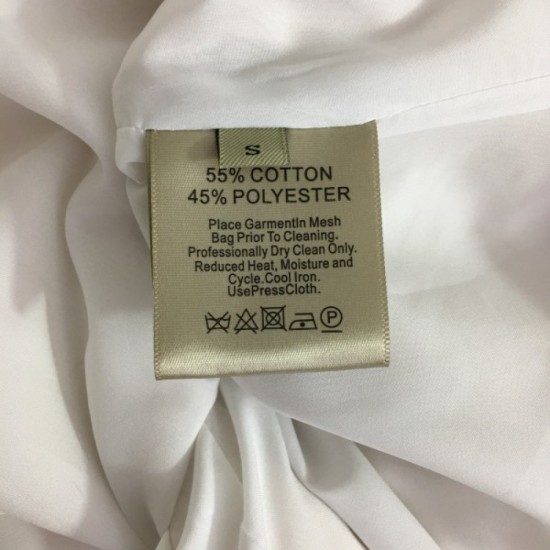 S
55% COTTON
45% POLYESTER
Place GarmentIn Mesh
Bag Prior To Cleaning.
Professionally Dry Clean Only.
Reduced Heat, Moisture and
Cycle.Cool Iron.
UsePressCloth.
P